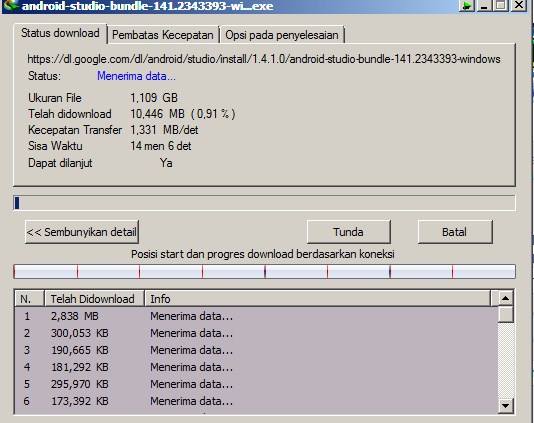 android-studio-bundle-141.2343393-wi...exe
Status download Pembatas Kecepatan Opsi pada penyelesaian
https://dl.google.com/dl/android/studio/install/1.4.1.0/android-studio-bundle-141.2343393-windows
Status: Menerima data...
Ukuran File 1,109 GB
Telah didownload 10,446 MB ( 0,91 % )
Kecepatan Transfer 1,331 MB/det
Sisa Waktu 14 men 6 det
Dapat dilanjut Ya
<< Sembunyikan detail Tunda Batal
Posisi start dan progres download berdasarkan koneksi
N. Telah Didownload Info
1 2,838 MB Menerima data...
2 300,053 KB Menerima data...
3 190,665 KB Menerima data...
4 181,292 KB Menerima data...
5 295,970 KB Menerima data...
6 173,392 KB Menerima data...